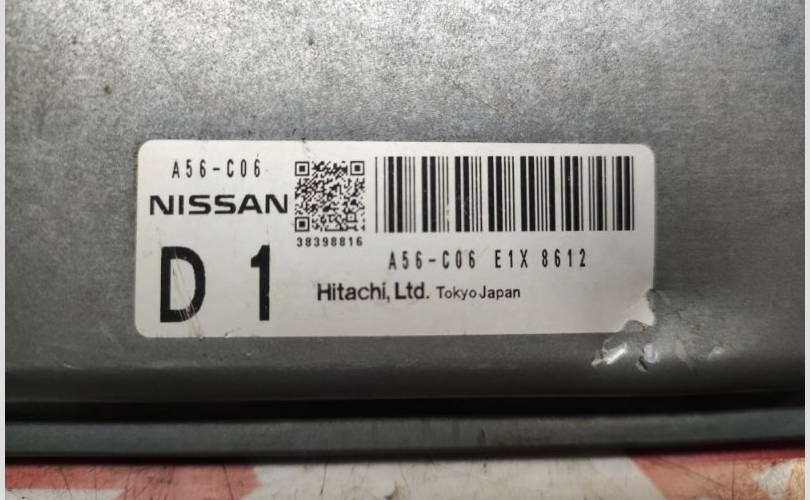 A56-C06
NISSAN
38398816
D 1
A56-C06 E1X 8612
Hitachi, Ltd. Tokyo Japan